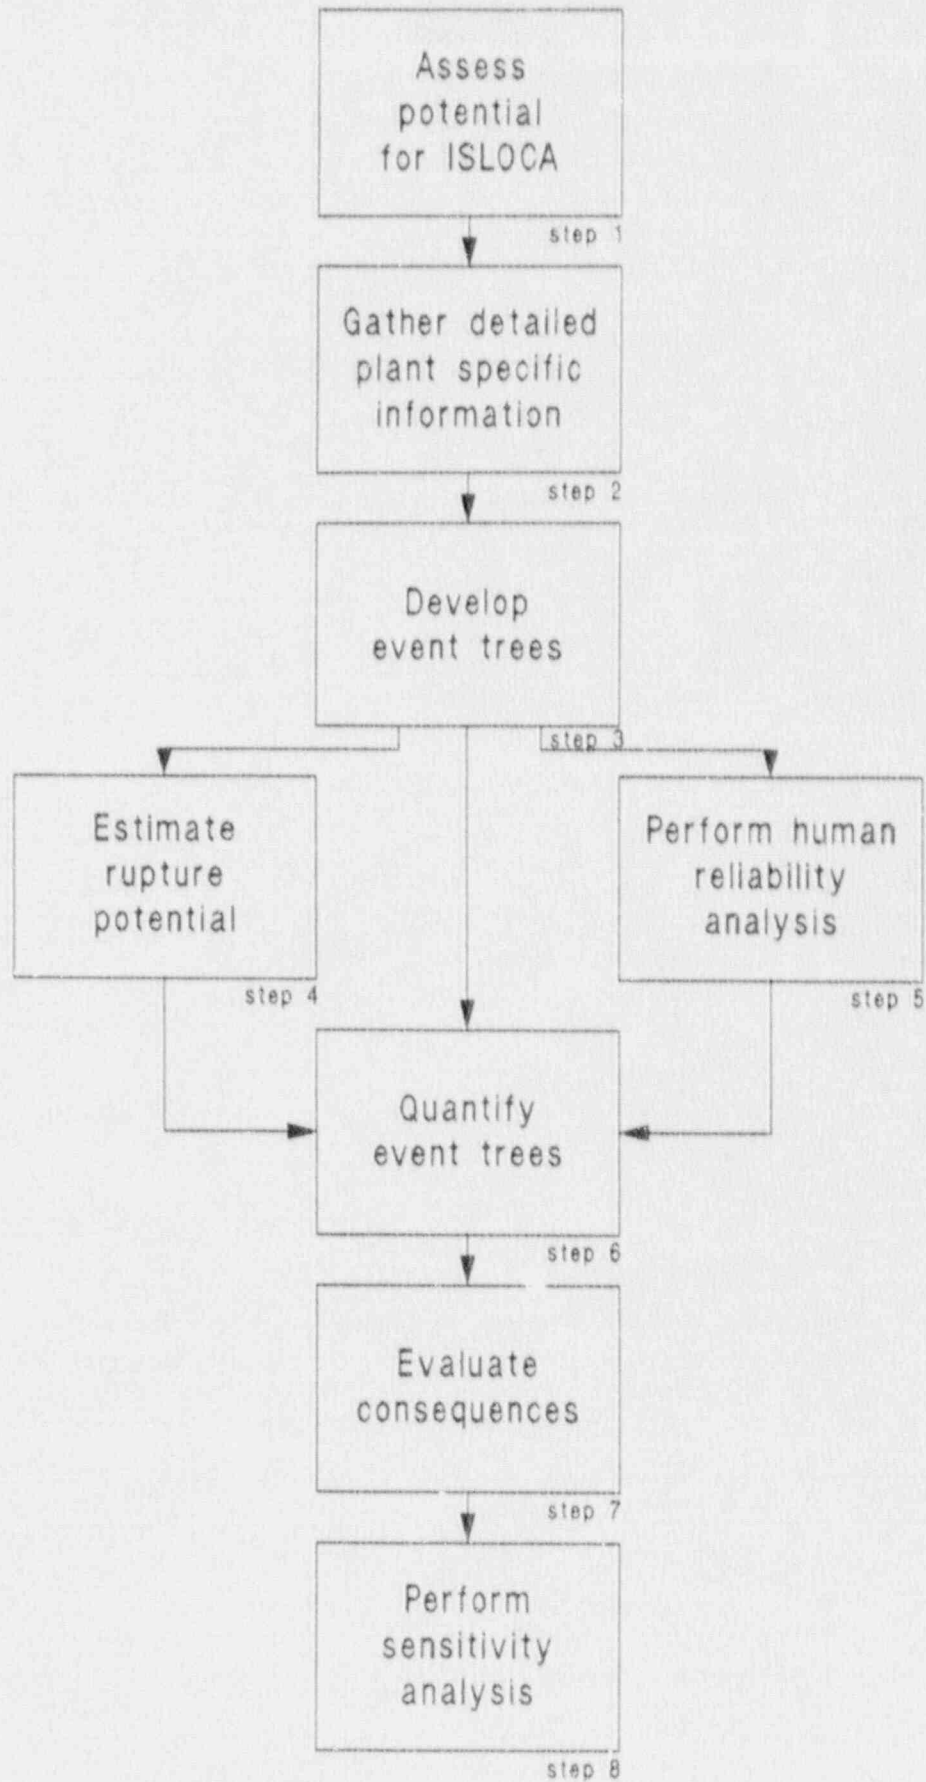 Assess
potential
for ISLOCA
step 1
Gather detailed
plant specific
information
step 2
Develop
event trees
step 3
Estimate
rupture
potential
step 4
Perform human
reliability
analysis
step 5
Quantify
event trees
step 6
Evaluate
consequences
step 7
Perform
sensitivity
analysis
step 8